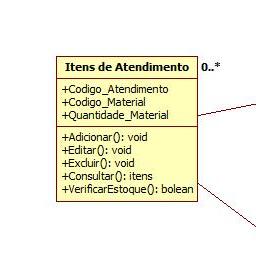 Itens de Atendimento 0..*
+Codigo_Atendimento
+Codigo_Material
+Quantidade_Material
+Adicionar(): void
+Editar(): void
+Excluir(): void
+Consultar(): itens
+VerificarEstoque(): bolean